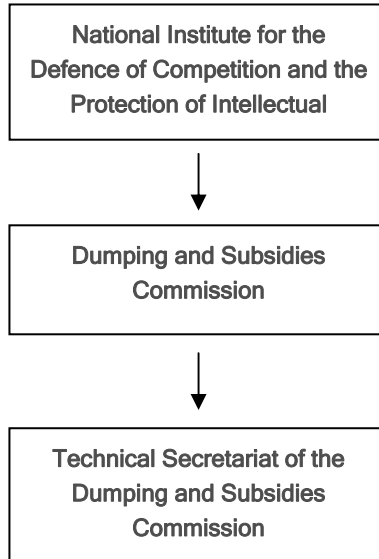 National Institute for the
Defence of Competition and the
Protection of Intellectual
Dumping and Subsidies
Commission
Technical Secretariat of the
Dumping and Subsidies
Commission